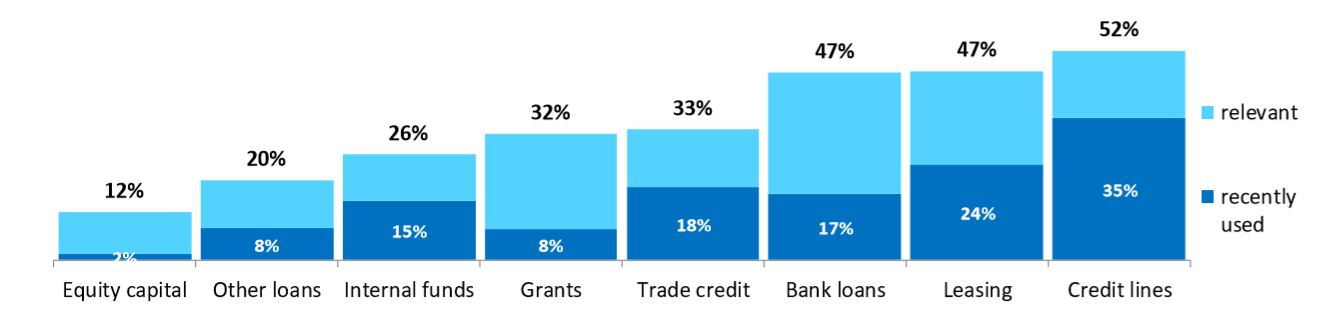 12%
20%
26%
32%
33%
47%
47%
52%
2%
8%
15%
8%
18%
17%
24%
35%
Equity capital
Other loans
Internal funds
Grants
Trade credit
Bank loans
Leasing
Credit lines
relevant
recently
used